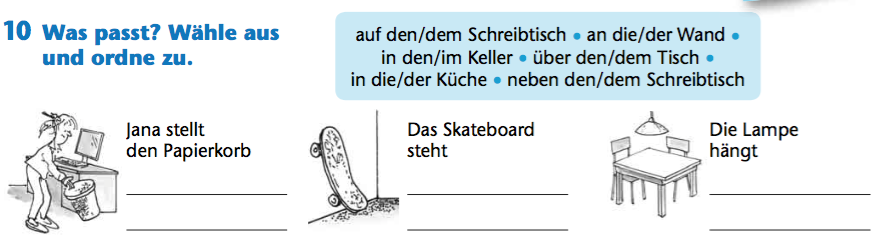 10 Was passt? Wähle aus
und ordne zu.
auf den/dem Schreibtisch • an die/der Wand •
in den/im Keller • über den/dem Tisch •
in die/der Küche • neben den/dem Schreibtisch
Jana stellt
den Papierkorb
Das Skateboard
steht
Die Lampe
hängt